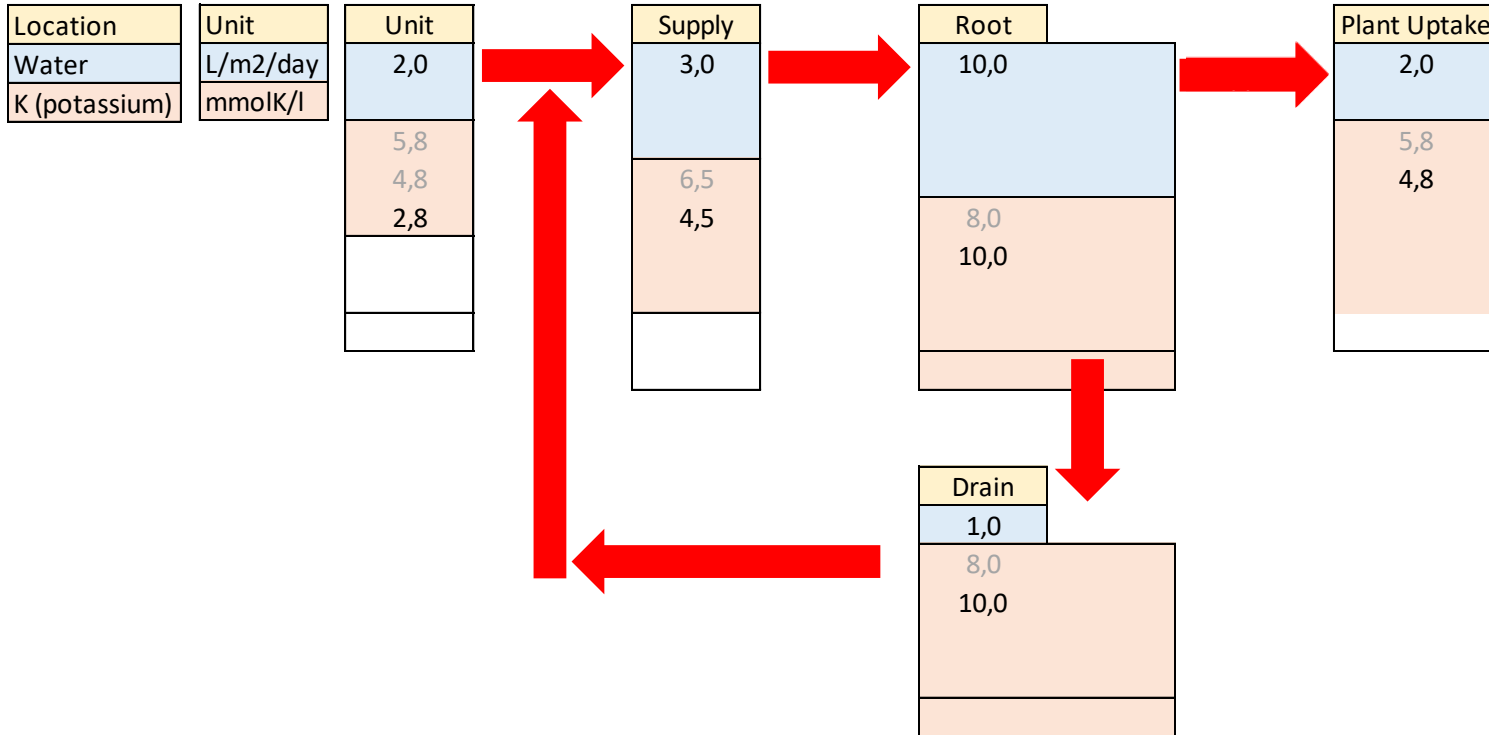 Location
Water
K (potassium)
Unit
L/m2/day
mmolK/l
Unit
2,0
5,8
4,8
2,8
Supply
3,0
6,5
4,5
Root
10,0
8,0
10,0
Plant Uptake
2,0
5,8
4,8
Drain
1,0
8,0
10,0